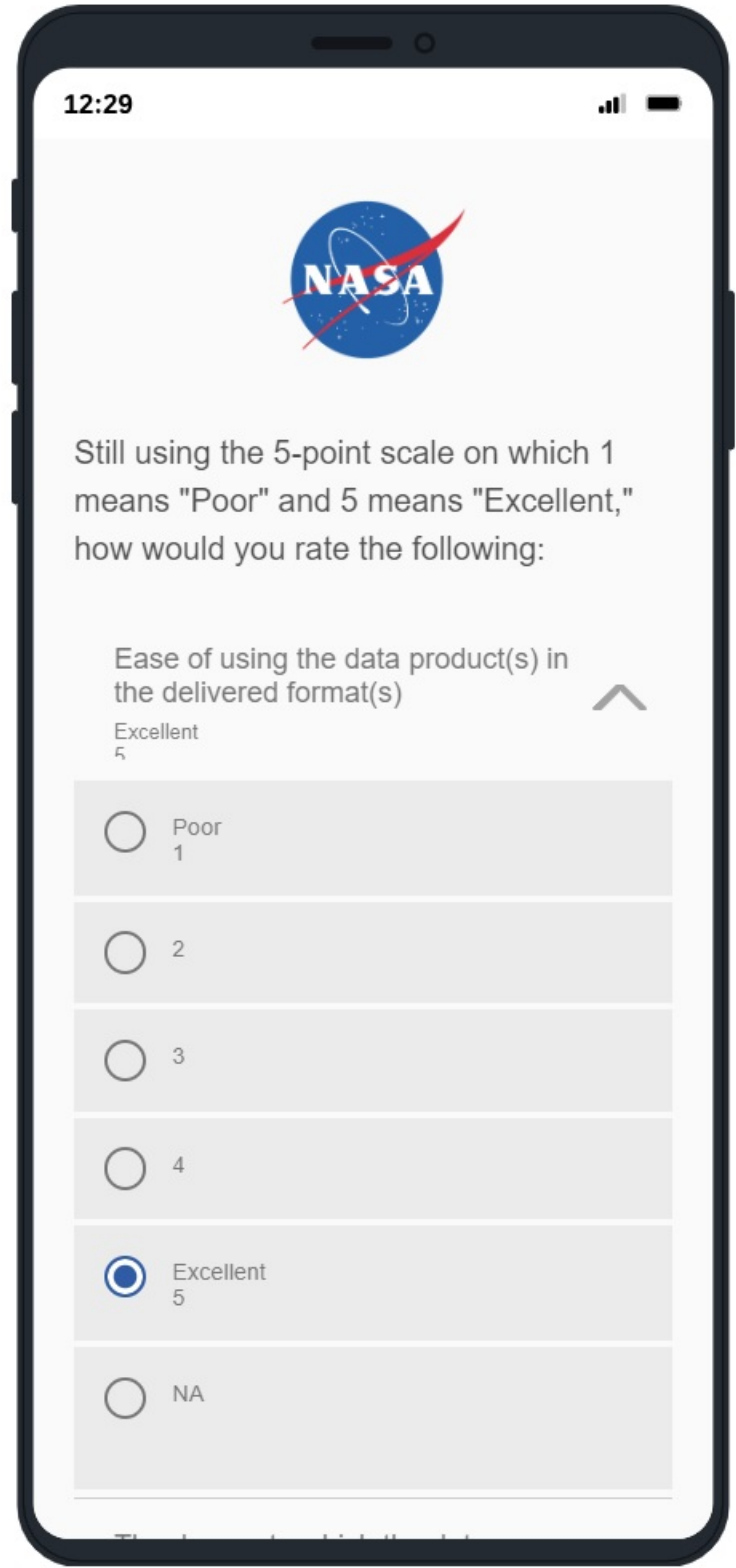 12:29
NASA
Still using the 5-point scale on which 1
means "Poor" and 5 means "Excellent,"
how would you rate the following:
Ease of using the data product(s) in
the delivered format(s)
Excellent
5
Poor
1
2
3
4
Excellent
5
NA